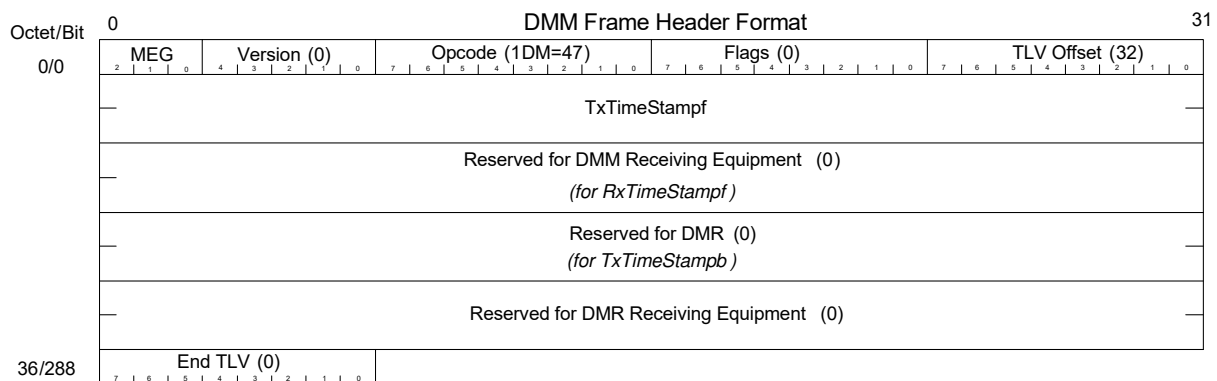 DMM Frame Header Format
Octet/Bit 0 31
MEG Version (0) Opcode (1DM=47) Flags (0) TLV Offset (32)
0/0 2 1 0 4 3 2 1 0 7 6 5 4 3 2 1 0 7 6 5 4 3 2 1 0 7 6 5 4 3 2 1 0
TxTimeStampf
Reserved for DMM Receiving Equipment (0)
(for RxTimeStampf)
Reserved for DMR (0)
(for TxTimeStampb)
Reserved for DMR Receiving Equipment (0)
End TLV (0)
36/288 7 6 5 4 3 2 1 0